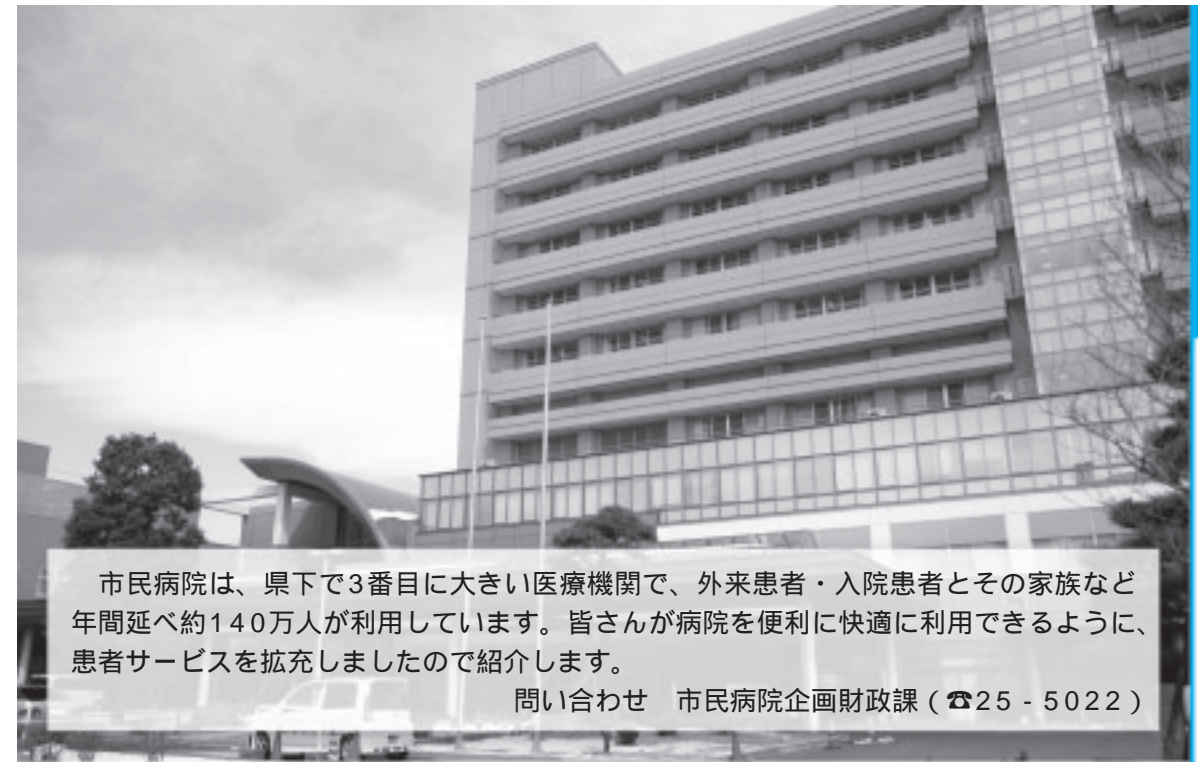 市民病院は、県下で3番目に大きい医療機関で、外来患者・入院患者とその家族など
年間延べ約140万人が利用しています。皆さんが病院を便利に快適に利用できるように、
患者サービスを拡充しましたので紹介します。
問い合わせ　市民病院企画財政課(☎25‐5022)